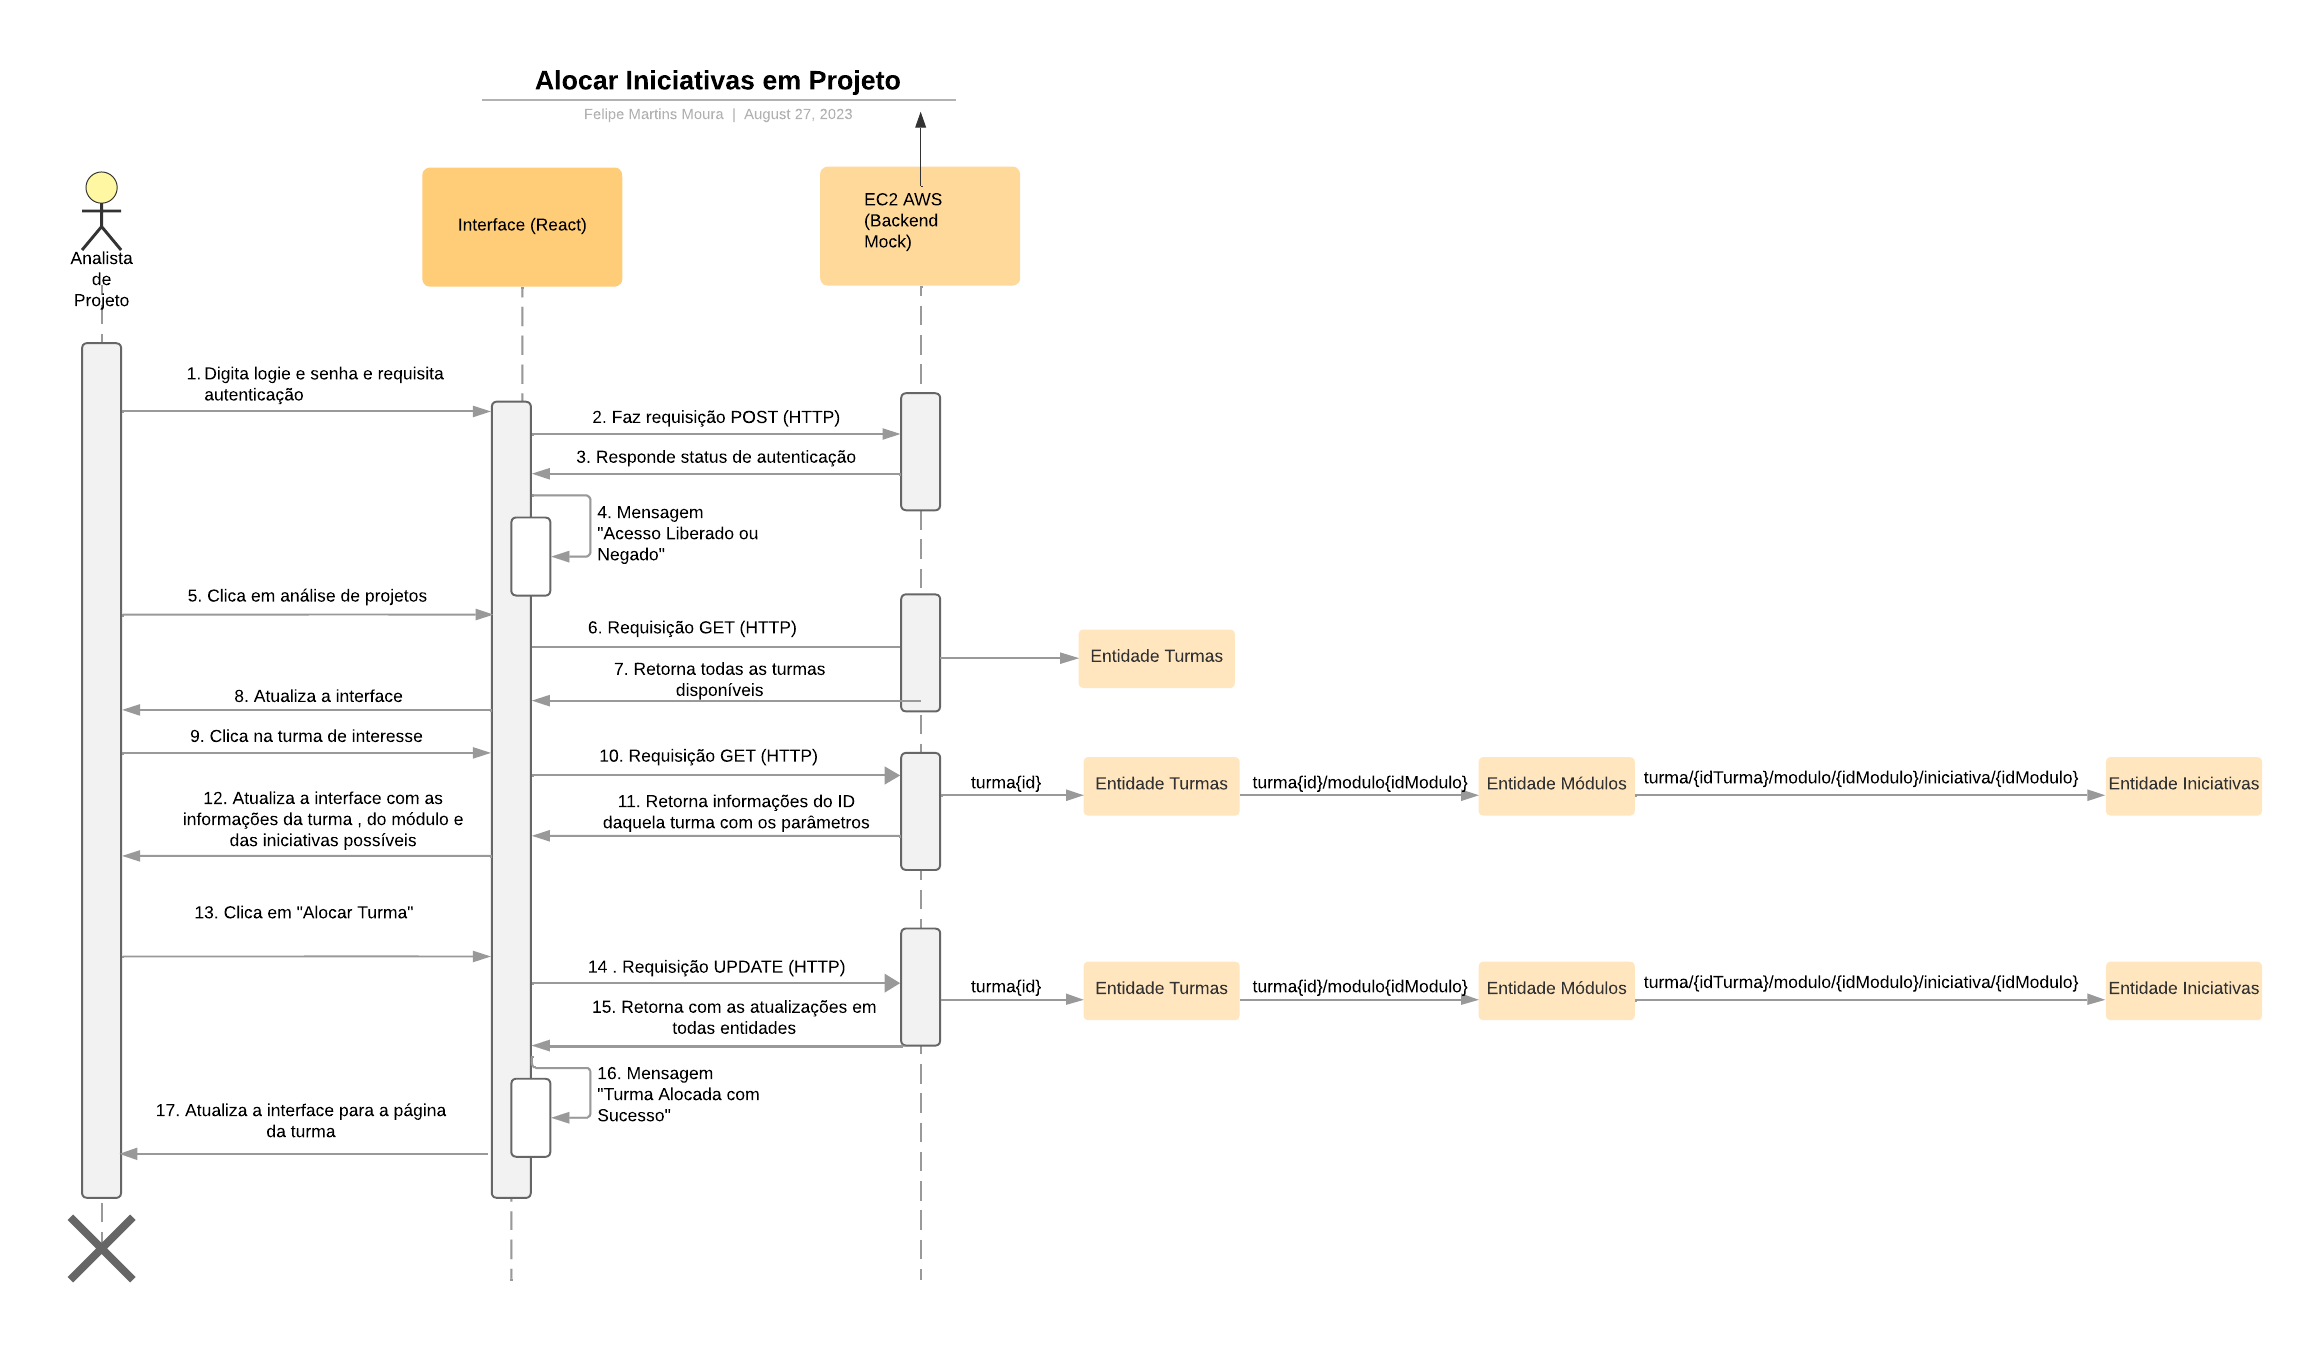 Alocar Iniciativas em Projeto
Felipe Martins Moura | August 27, 2023
Analista
de
Projeto
Interface (React)
EC2 AWS
(Backend
Mock)
1. Digita logie e senha e requisita
autenticação
2. Faz requisição POST (HTTP)
3. Responde status de autenticação
4. Mensagem
"Acesso Liberado ou
Negado"
5. Clica em análise de projetos
6. Requisição GET (HTTP)
Entidade Turmas
7. Retorna todas as turmas
disponíveis
8. Atualiza a interface
9. Clica na turma de interesse
10. Requisição GET (HTTP)
turma{id}
Entidade Turmas
turma{id}/modulo{idModulo}
Entidade Módulos
turma/{idTurma}/modulo/{idModulo}/iniciativa/{idModulo}
Entidade Iniciativas
11. Retorna informações do ID
daquela turma com os parâmetros
12. Atualiza a interface com as
informações da turma , do módulo e
das iniciativas possíveis
13. Clica em "Alocar Turma"
14 . Requisição UPDATE (HTTP)
turma{id}
Entidade Turmas
turma{id}/modulo{idModulo}
Entidade Módulos
turma/{idTurma}/modulo/{idModulo}/iniciativa/{idModulo}
Entidade Iniciativas
15. Retorna com as atualizações em
todas entidades
16. Mensagem
"Turma Alocada com
Sucesso"
17. Atualiza a interface para a página
da turma